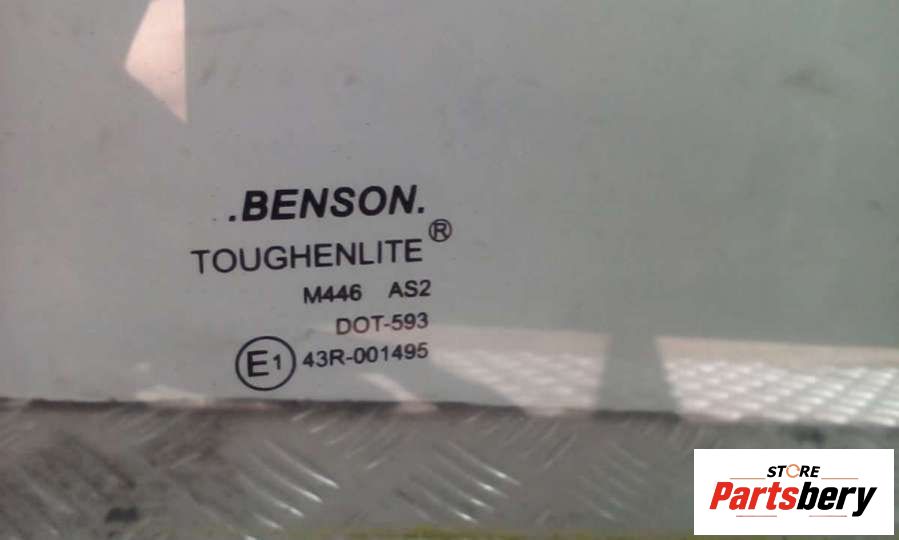 .BENSON.
TOUGHENLITE®
M446 AS2
DOT-593
E1 43R-001495
STORE
Partsbery